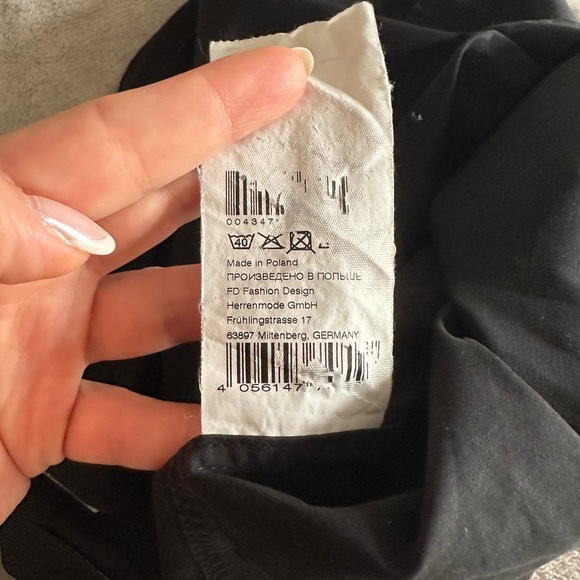 004347
40
Made in Poland
ПРОИЗВЕДЕНО В ПОЛЬШЕ
FD Fashion Design
Herrenmode GmbH
Frühlingstrasse 17
63897 Miltenberg, GERMANY
4 056147